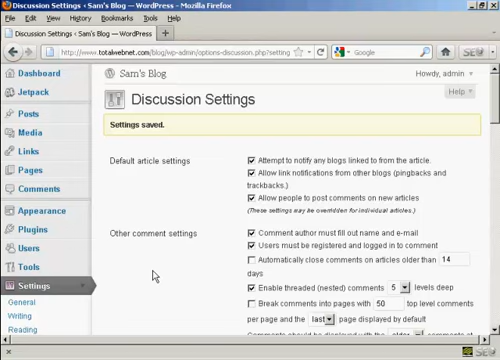 Discussion Settings ‹ Sam's Blog — WordPress - Mozilla Firefox
File Edit View History Bookmarks Tools Help
Discussion Settings ‹ Sam's Blog — WordPress
http://www.totalwebnet.com/blog/wp-admin/options-discussion.php?setting
Google
Sam's Blog
Howdy, admin
Help
Dashboard
Jetpack
Posts
Media
Links
Pages
Comments
Appearance
Plugins
Users
Tools
Settings
General
Writing
Reading
Discussion Settings
Settings saved.
Default article settings
Attempt to notify any blogs linked to from the article.
Allow link notifications from other blogs (pingbacks and
trackbacks.)
Allow people to post comments on new articles
(These settings may be overridden for individual articles.)
Other comment settings
Comment author must fill out name and e-mail
Users must be registered and logged in to comment
Automatically close comments on articles older than 14
days
Enable threaded (nested) comments 5 levels deep
Break comments into pages with 50 top level comments
per page and the last page displayed by default
Comments should be displayed with the older